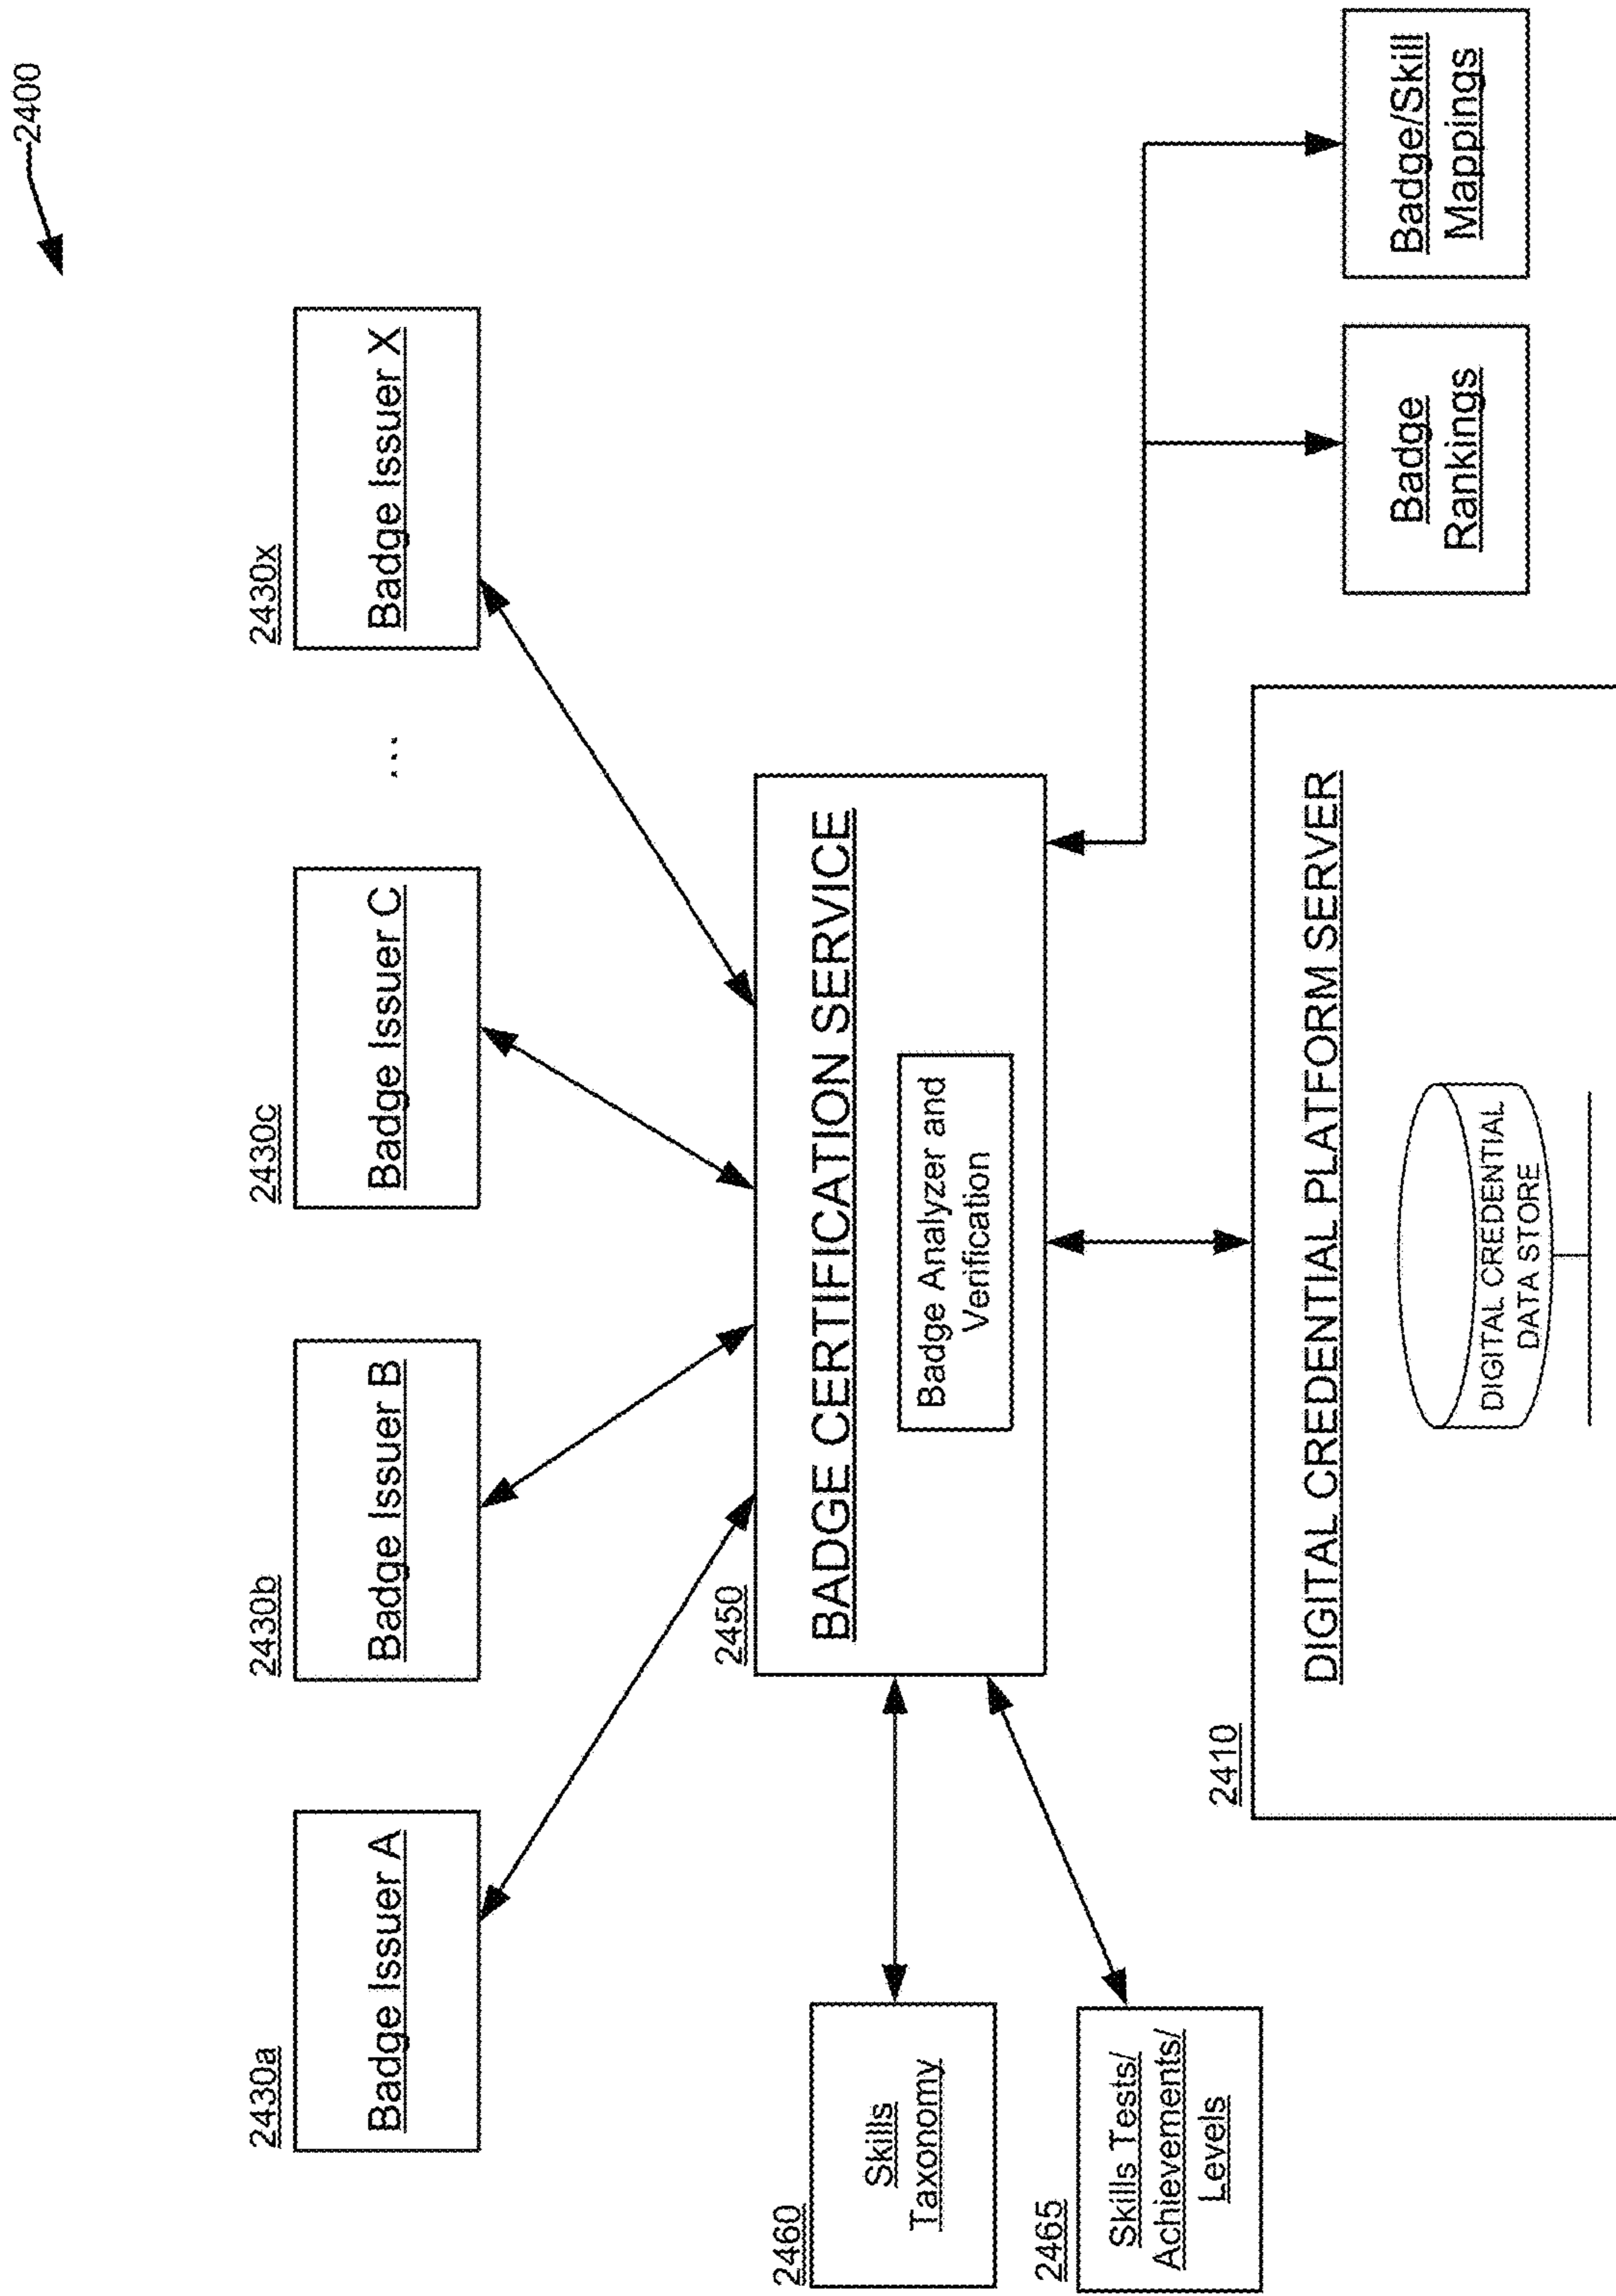 2400
2430a
Badge Issuer A
2430b
Badge Issuer B
2430c
Badge Issuer C
...
2430x
Badge Issuer X
2450
BADGE CERTIFICATION SERVICE
Badge Analyzer and
Verification
2460
Skills
Taxonomy
2465
Skills Tests/
Achievements/
Levels
2410
DIGITAL CREDENTIAL PLATFORM SERVER
DIGITAL CREDENTIAL
DATA STORE
Badge
Rankings
Badge/Skill
Mappings